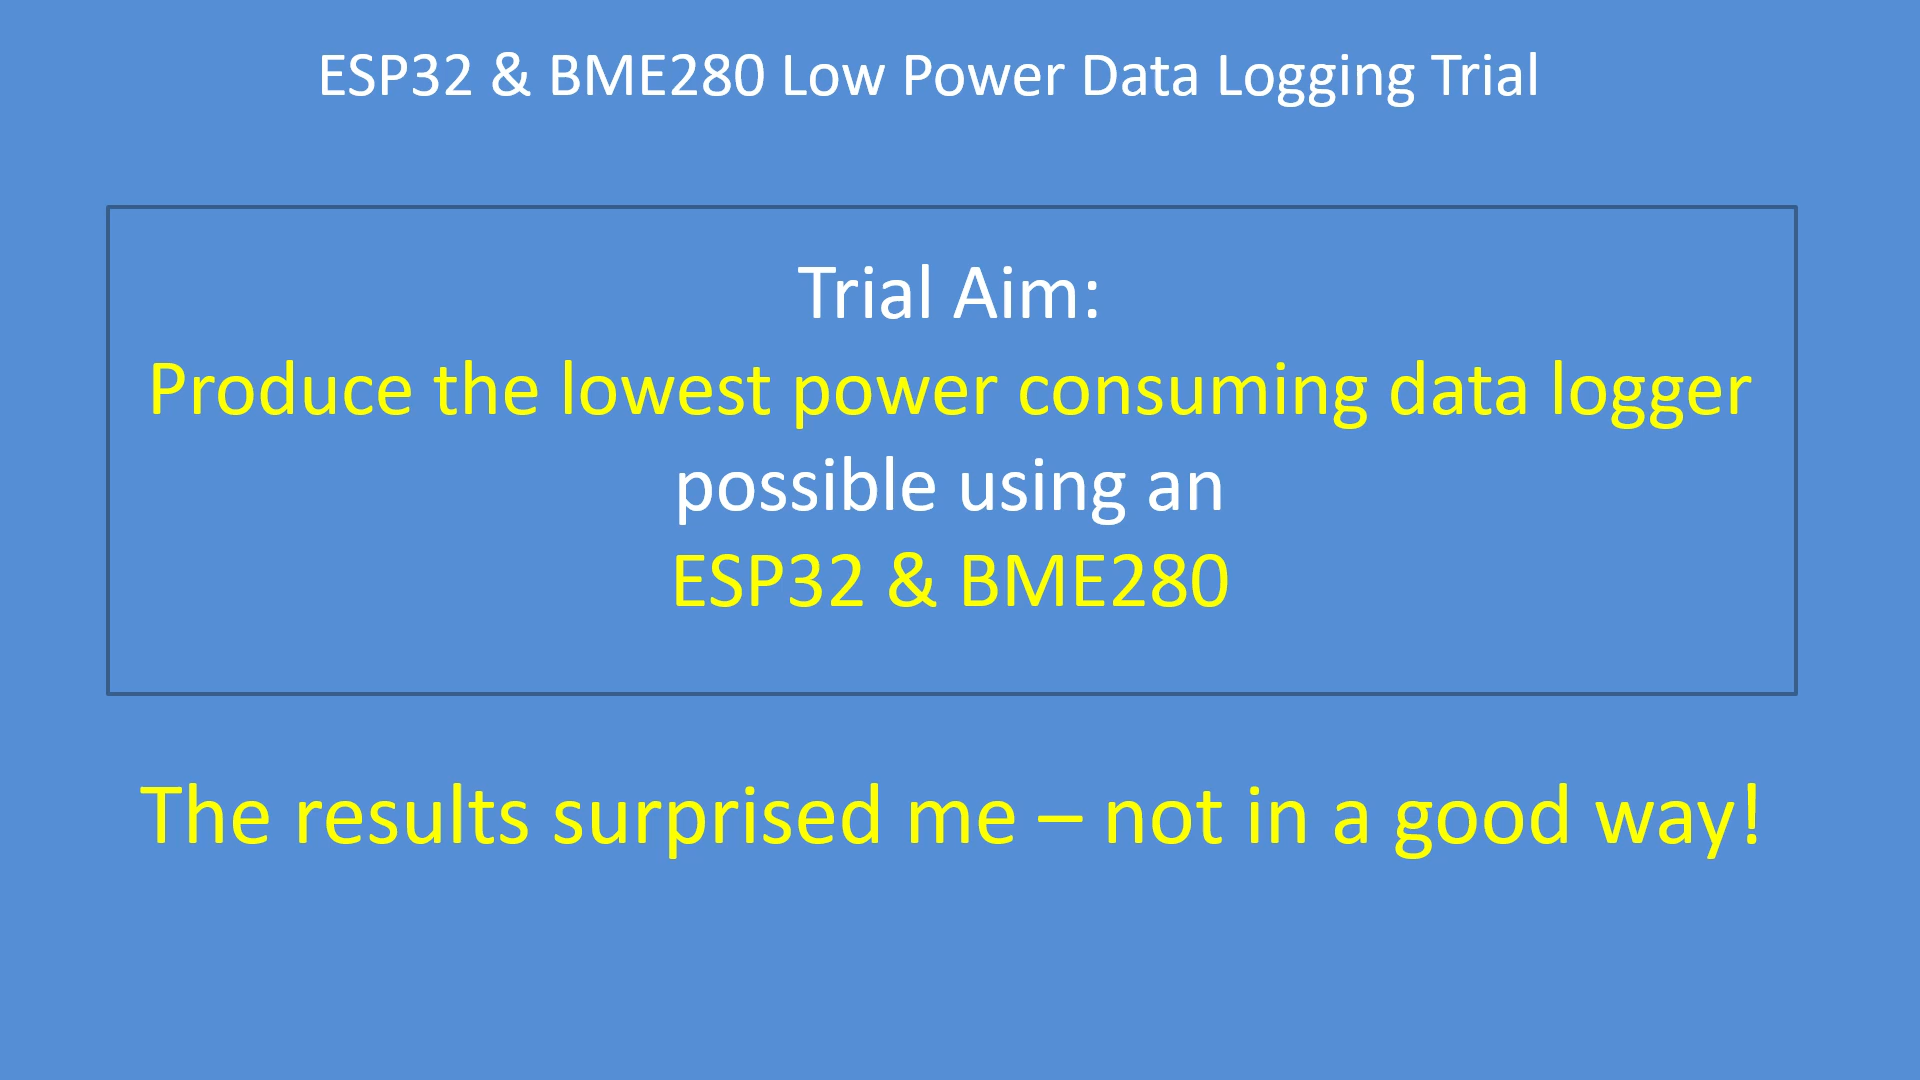 ESP32 & BME280 Low Power Data Logging Trial
Trial Aim:
Produce the lowest power consuming data logger
possible using an
ESP32 & BME280
The results surprised me – not in a good way!